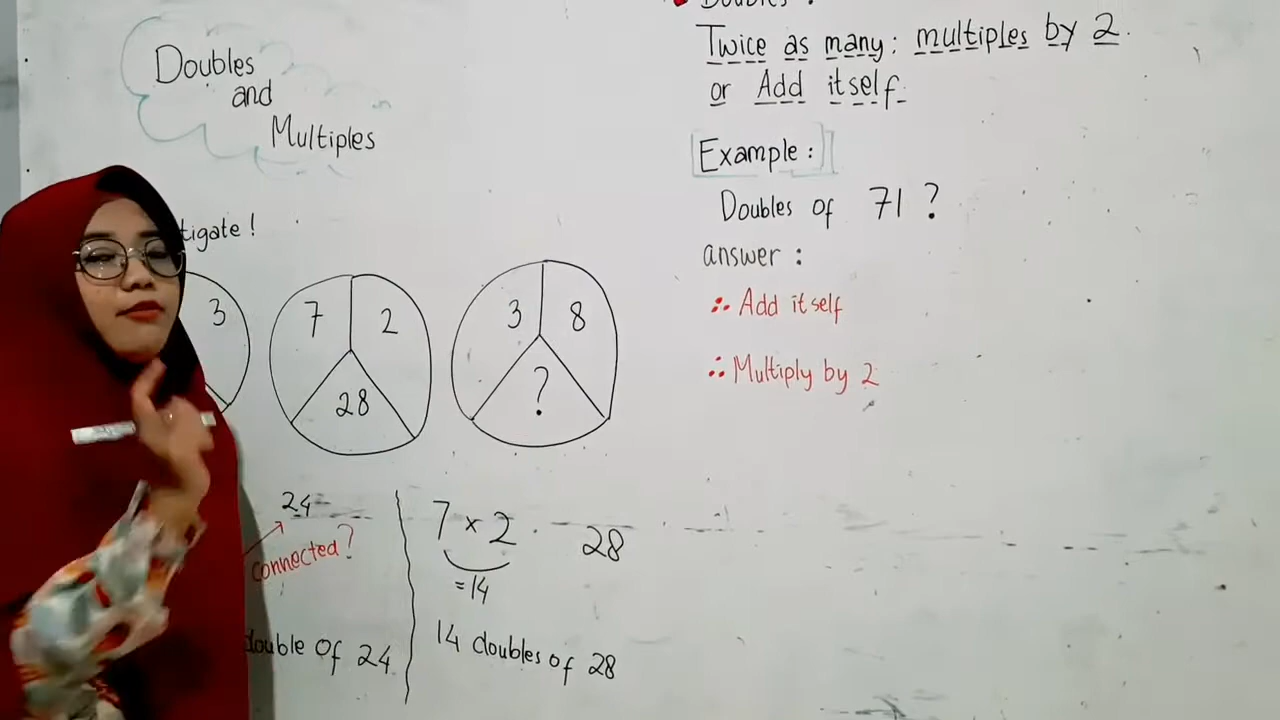 Doubles
and
Multiples
tigate!
3
7
2
28
3
8
?
24
connected?
double of 24
7 × 2
28
=14
14 doubles of 28
Doubles :
Twice as many : multiples by 2.
or Add itself.
Example :
Doubles of 71 ?
answer :
∴ Add itself
∴ Multiply by 2